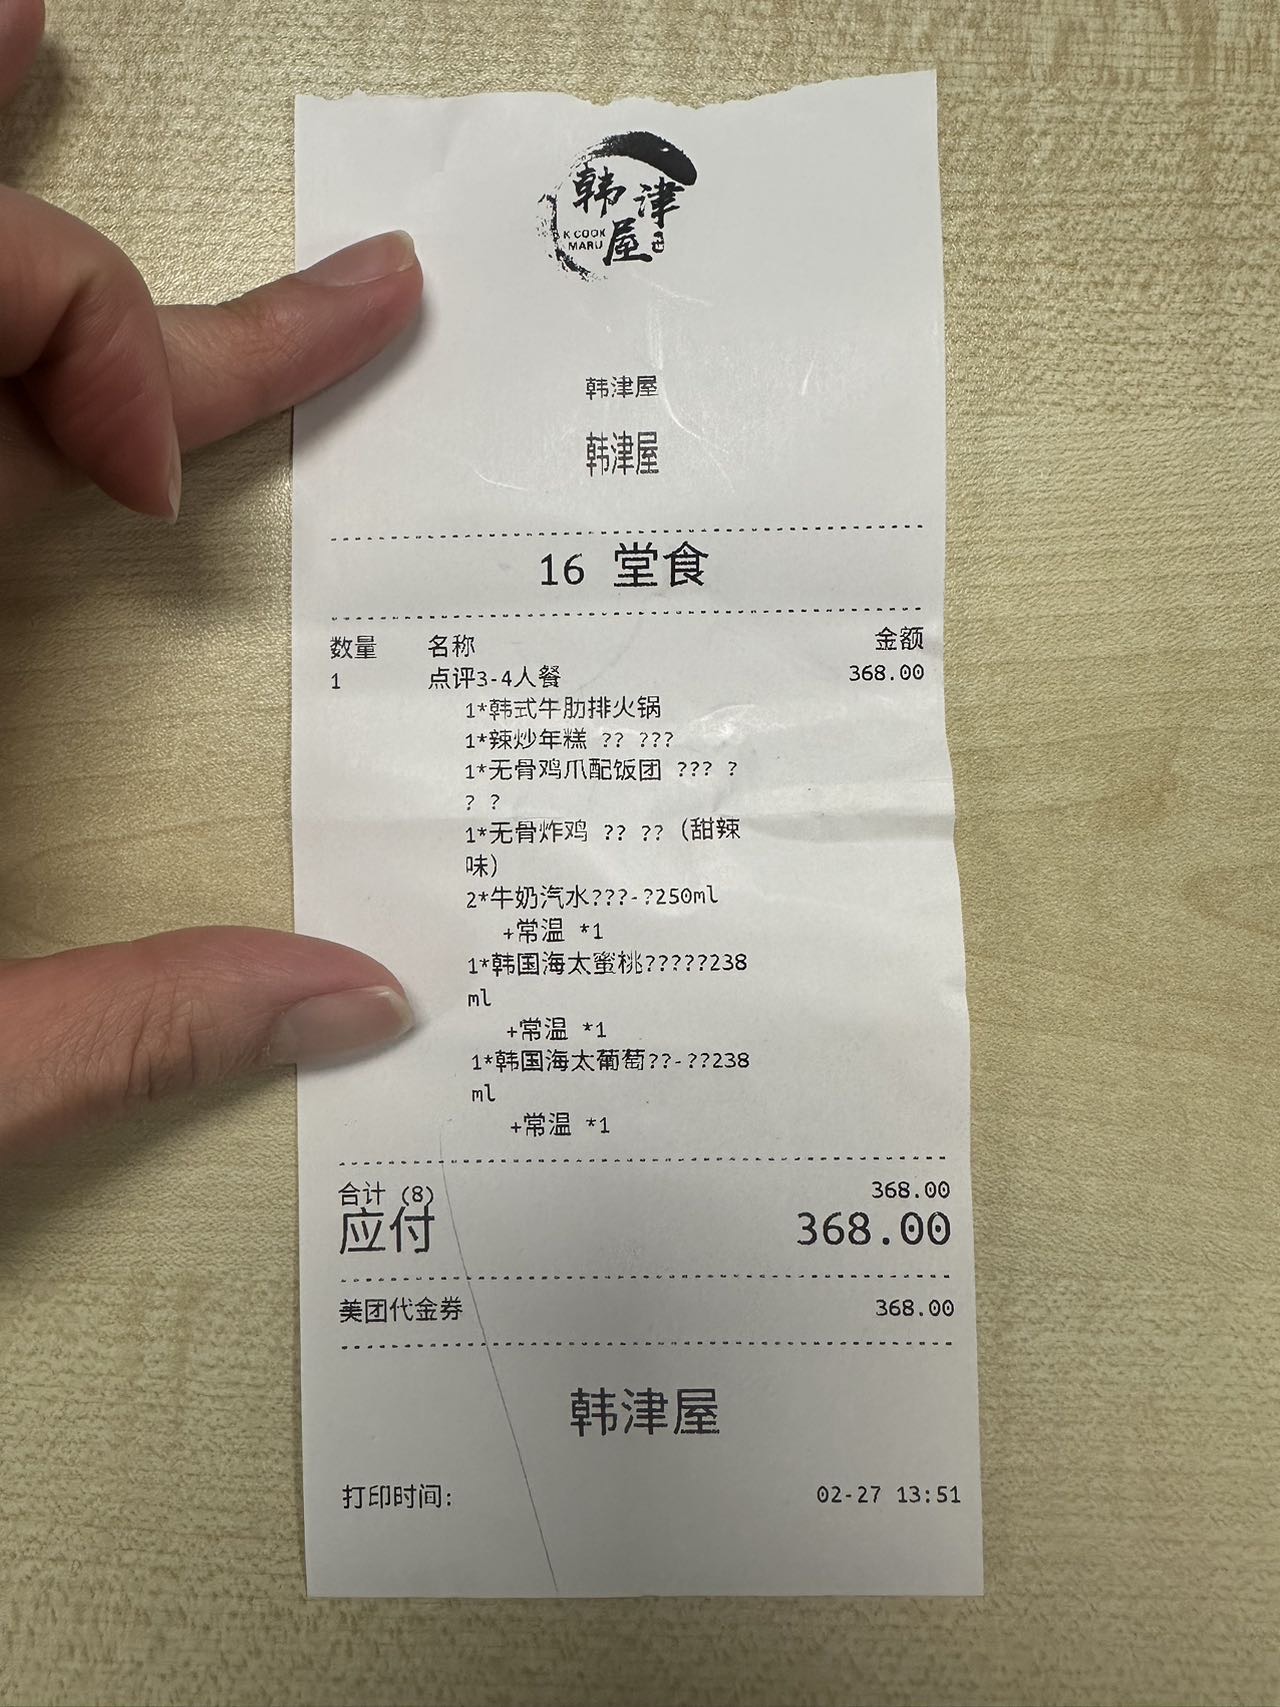 韩津屋
K COOK
MARU
韩津屋
韩津屋
16 堂食
数量 名称 金额
1 点评3-4人餐 368.00
1*韩式牛肋排火锅
1*辣炒年糕 ?? ???
1*无骨鸡爪配饭团 ??? ?
? ?
1*无骨炸鸡 ?? ??（甜辣
味）
2*牛奶汽水???-?250ml
+常温 *1
1*韩国海太蜜桃?????238
ml
+常温 *1
1*韩国海太葡萄??-??238
ml
+常温 *1
合计 (8) 368.00
应付 368.00
美团代金券 368.00
韩津屋
打印时间: 02-27 13:51